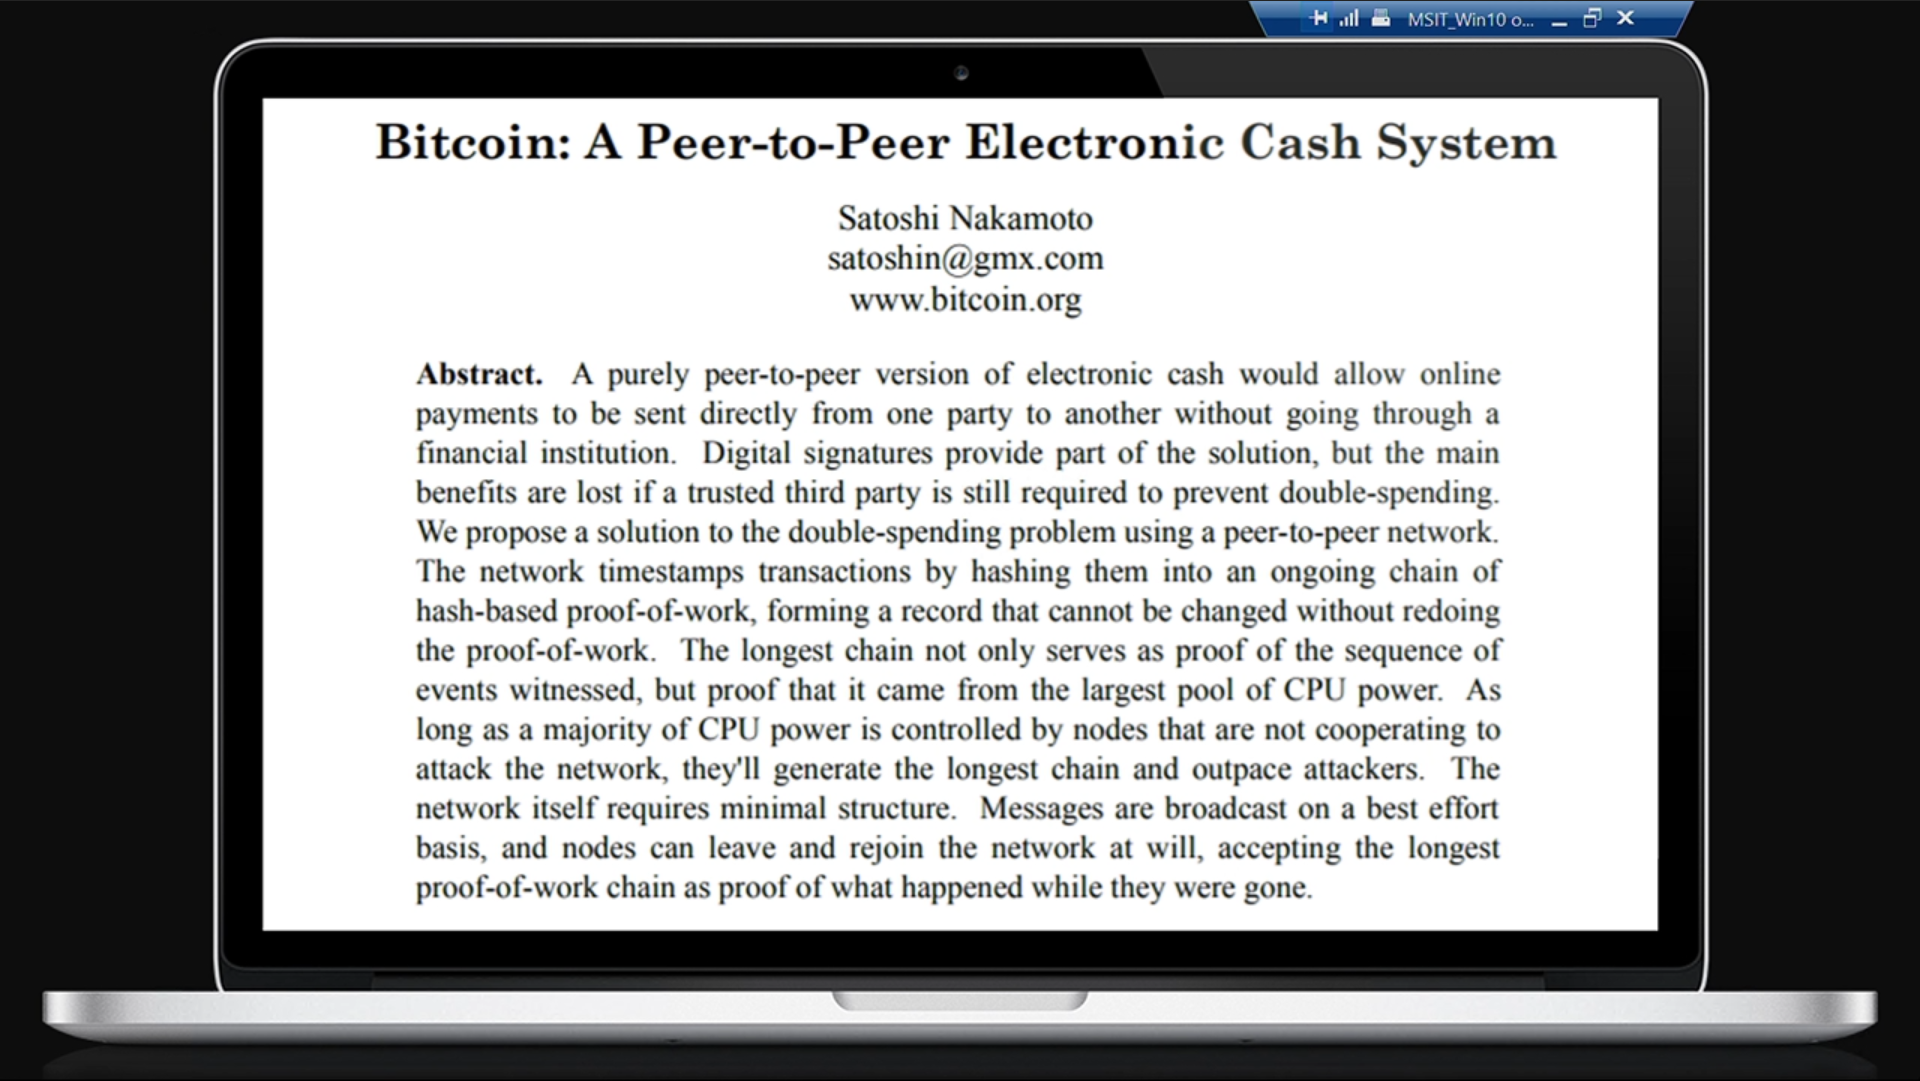 MSIT_Win10 o...
Bitcoin: A Peer-to-Peer Electronic Cash System
Satoshi Nakamoto
satoshin@gmx.com
www.bitcoin.org
Abstract. A purely peer-to-peer version of electronic cash would allow online
payments to be sent directly from one party to another without going through a
financial institution. Digital signatures provide part of the solution, but the main
benefits are lost if a trusted third party is still required to prevent double-spending.
We propose a solution to the double-spending problem using a peer-to-peer network.
The network timestamps transactions by hashing them into an ongoing chain of
hash-based proof-of-work, forming a record that cannot be changed without redoing
the proof-of-work. The longest chain not only serves as proof of the sequence of
events witnessed, but proof that it came from the largest pool of CPU power. As
long as a majority of CPU power is controlled by nodes that are not cooperating to
attack the network, they'll generate the longest chain and outpace attackers. The
network itself requires minimal structure. Messages are broadcast on a best effort
basis, and nodes can leave and rejoin the network at will, accepting the longest
proof-of-work chain as proof of what happened while they were gone.